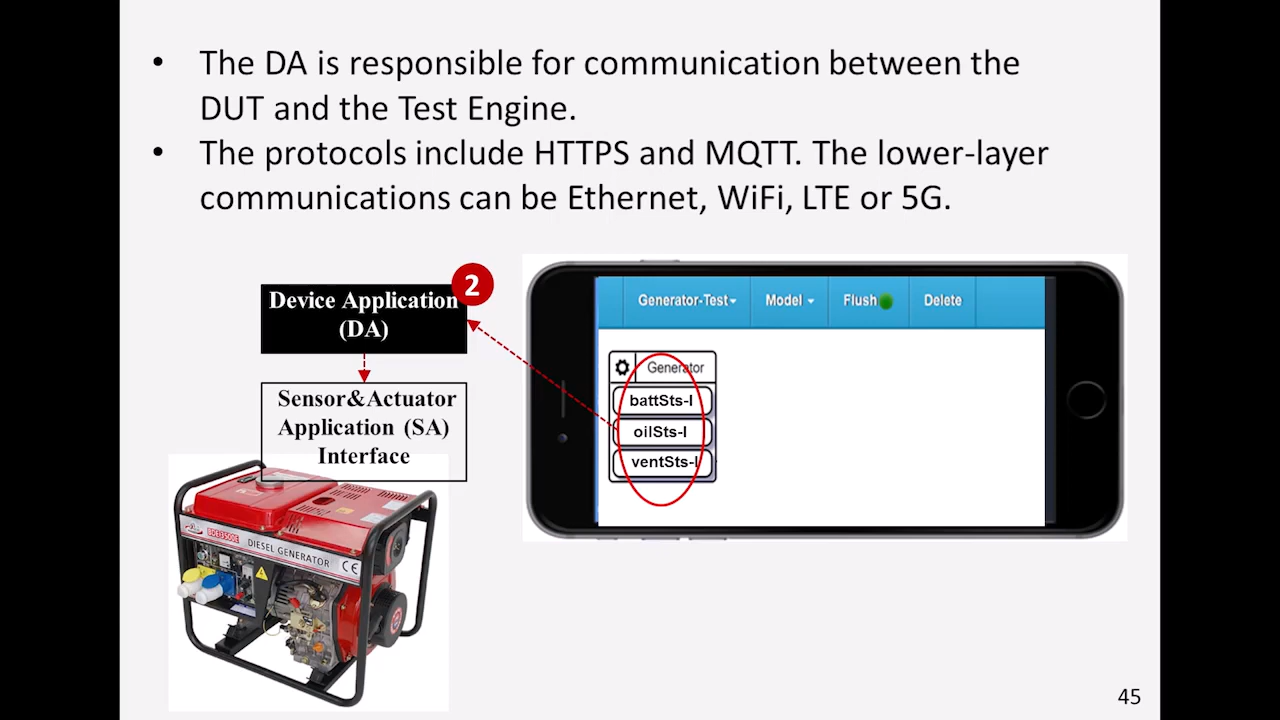 • The DA is responsible for communication between the
DUT and the Test Engine.
• The protocols include HTTPS and MQTT. The lower-layer
communications can be Ethernet, WiFi, LTE or 5G.
2
Device Application
(DA)
Sensor&Actuator
Application (SA)
Interface
Generator-Test
Model
Flush
Delete
Generator
battSts-I
oilSts-I
ventSts-I
DIESEL GENERATOR
CE
45